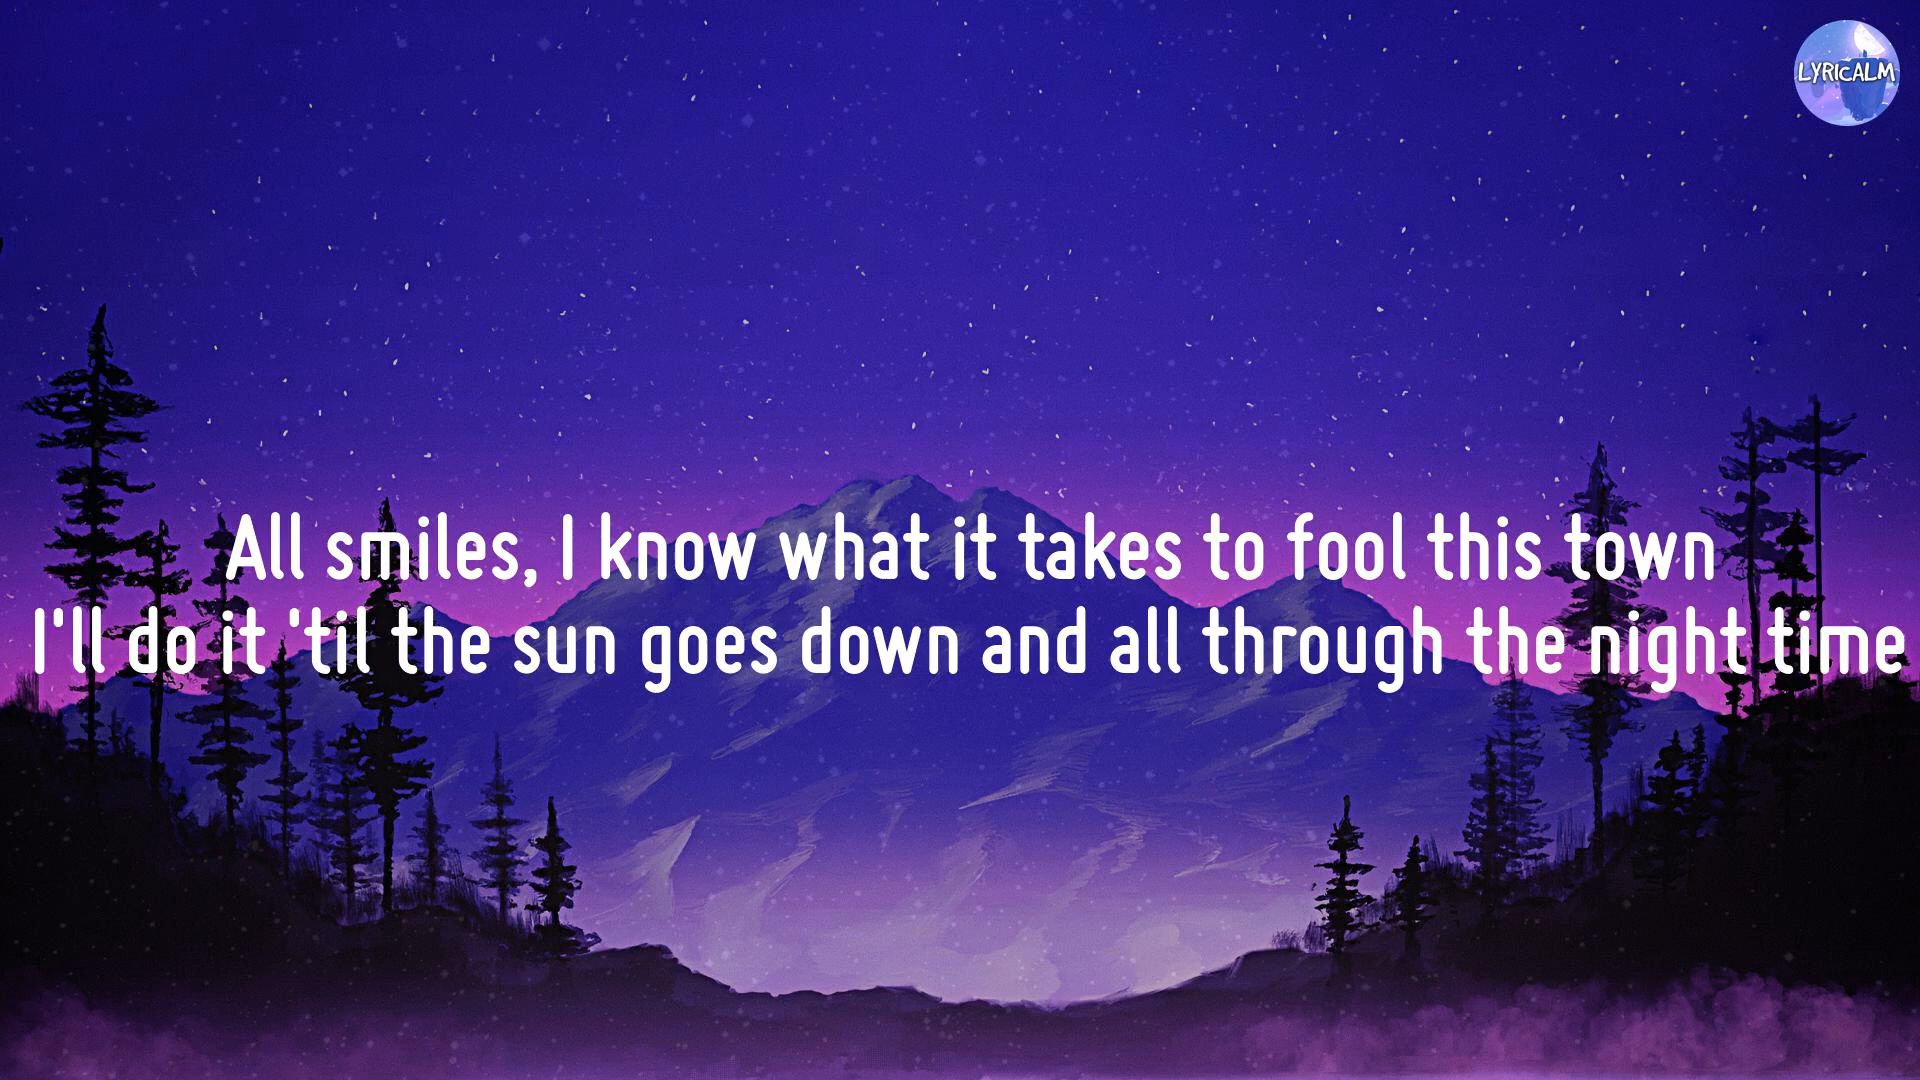 LYRICALM
All smiles, I know what it takes to fool this town
I'll do it 'til the sun goes down and all through the night time